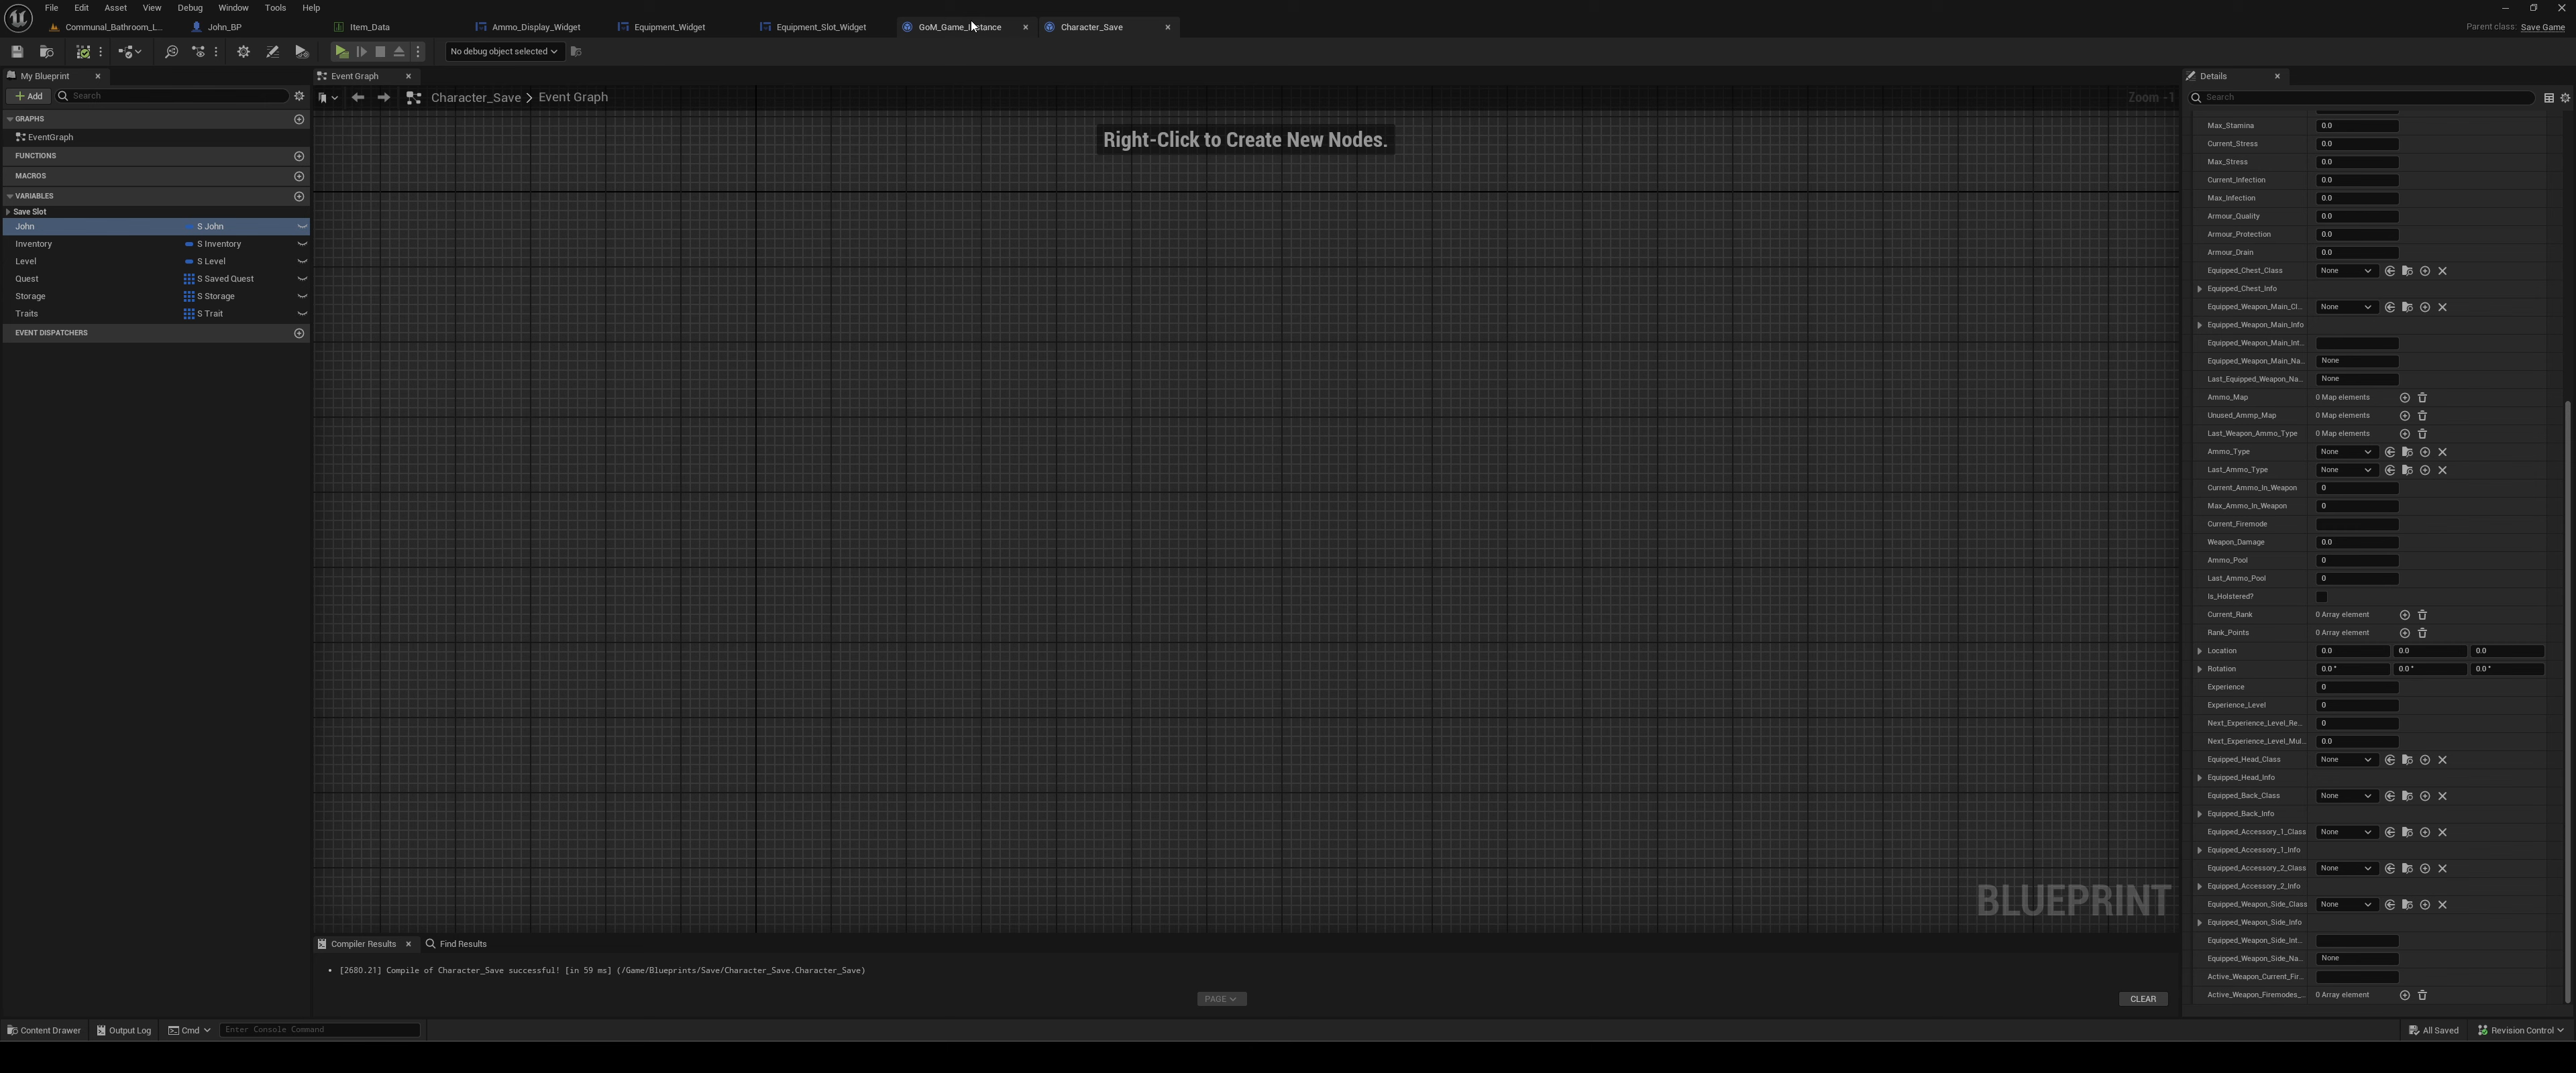 File Edit Asset View Debug Window Tools Help
Communal_Bathroom_L... John_BP Item_Data Ammo_Display_Widget Equipment_Widget Equipment_Slot_Widget GoM_Game_Instance Character_Save Parent class: Save Game
No debug object selected
My Blueprint Event Graph Details
Add Search
Character_Save > Event Graph Zoom -1
Search
GRAPHS
EventGraph
FUNCTIONS
MACROS
VARIABLES
Save Slot
John S John
Inventory S Inventory
Level S Level
Quest S Saved Quest
Storage S Storage
Traits S Trait
EVENT DISPATCHERS
Right-Click to Create New Nodes.
BLUEPRINT
Max_Stamina 0.0
Current_Stress 0.0
Max_Stress 0.0
Current_Infection 0.0
Max_Infection 0.0
Armour_Quality 0.0
Armour_Protection 0.0
Armour_Drain 0.0
Equipped_Chest_Class None
Equipped_Chest_Info
Equipped_Weapon_Main_Cl... None
Equipped_Weapon_Main_Info
Equipped_Weapon_Main_Int...
Equipped_Weapon_Main_Na... None
Last_Equipped_Weapon_Na... None
Ammo_Map 0 Map elements
Unused_Ammp_Map 0 Map elements
Last_Weapon_Ammo_Type 0 Map elements
Ammo_Type None
Last_Ammo_Type None
Current_Ammo_In_Weapon 0
Max_Ammo_In_Weapon 0
Current_Firemode
Weapon_Damage 0.0
Ammo_Pool 0
Last_Ammo_Pool 0
Is_Holstered?
Current_Rank 0 Array element
Rank_Points 0 Array element
Location 0.0 0.0 0.0
Rotation 0.0 ° 0.0 ° 0.0 °
Experience 0
Experience_Level 0
Next_Experience_Level_Re... 0
Next_Experience_Level_Mul... 0.0
Equipped_Head_Class None
Equipped_Head_Info
Equipped_Back_Class None
Equipped_Back_Info
Equipped_Accessory_1_Class None
Equipped_Accessory_1_Info
Equipped_Accessory_2_Class None
Equipped_Accessory_2_Info
Equipped_Weapon_Side_Class None
Equipped_Weapon_Side_Info
Equipped_Weapon_Side_Int...
Equipped_Weapon_Side_Na... None
Active_Weapon_Current_Fir...
Active_Weapon_Firemodes_... 0 Array element
Compiler Results Find Results
[2680.21] Compile of Character_Save successful! [in 59 ms] (/Game/Blueprints/Save/Character_Save.Character_Save)
PAGE CLEAR
Content Drawer Output Log Cmd Enter Console Command All Saved Revision Control